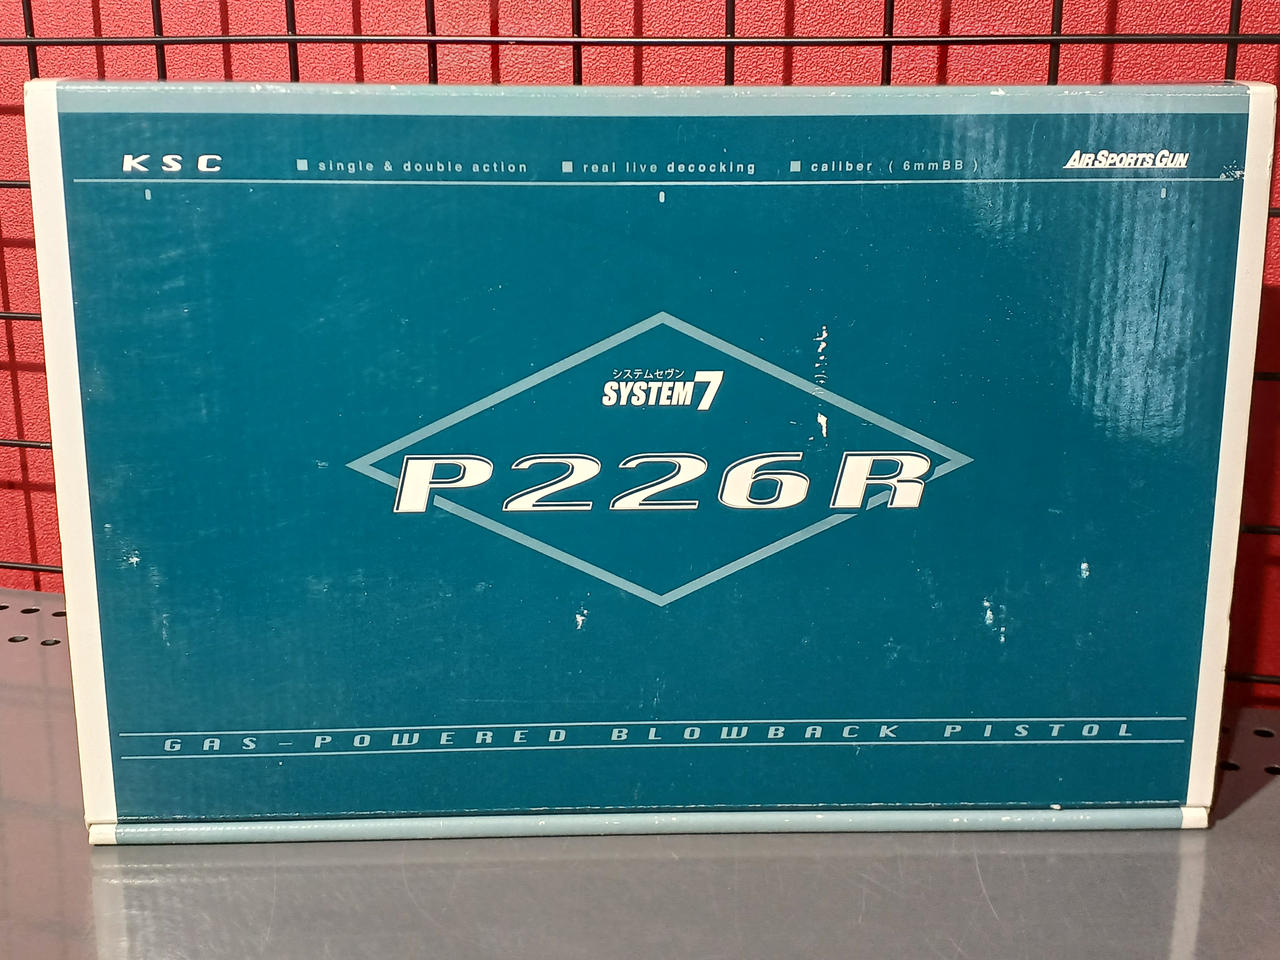 KSC ■ single & double action ■ real live decocking ■ caliber ( 6mmBB ) AIR SPORTS GUN
システムセヴン
SYSTEM7
P226R
GAS-POWERED BLOWBACK PISTOL